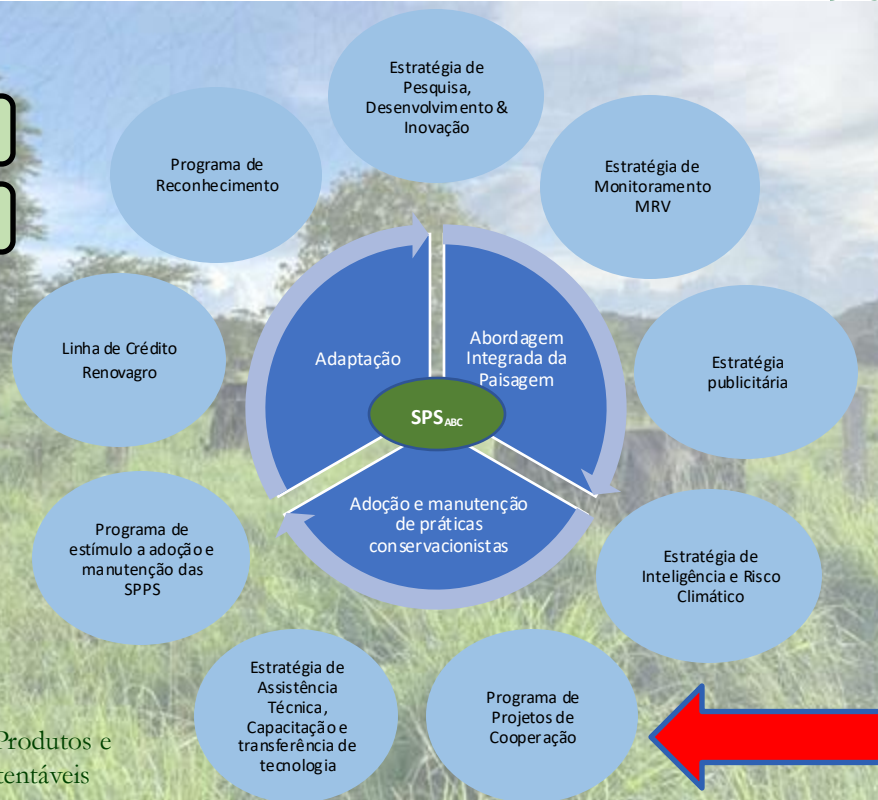 Estratégia de
Pesquisa,
Desenvolvimento &
Inovação
Programa de
Reconhecimento
Estratégia de
Monitoramento
MRV
Linha de Crédito
Renovagro
Adaptação
Abordagem
Integrada da
Paisagem
Estratégia
publicitária
SPSABC
Adoção e manutenção
de práticas
conservacionistas
Programa de
estímulo a adoção e
manutenção das
SPPS
Estratégia de
Inteligência e Risco
Climático
Estratégia de
Assistência
Técnica,
Capacitação e
transferência de
tecnologia
Programa de
Projetos de
Cooperação
Produtos e
tentáveis